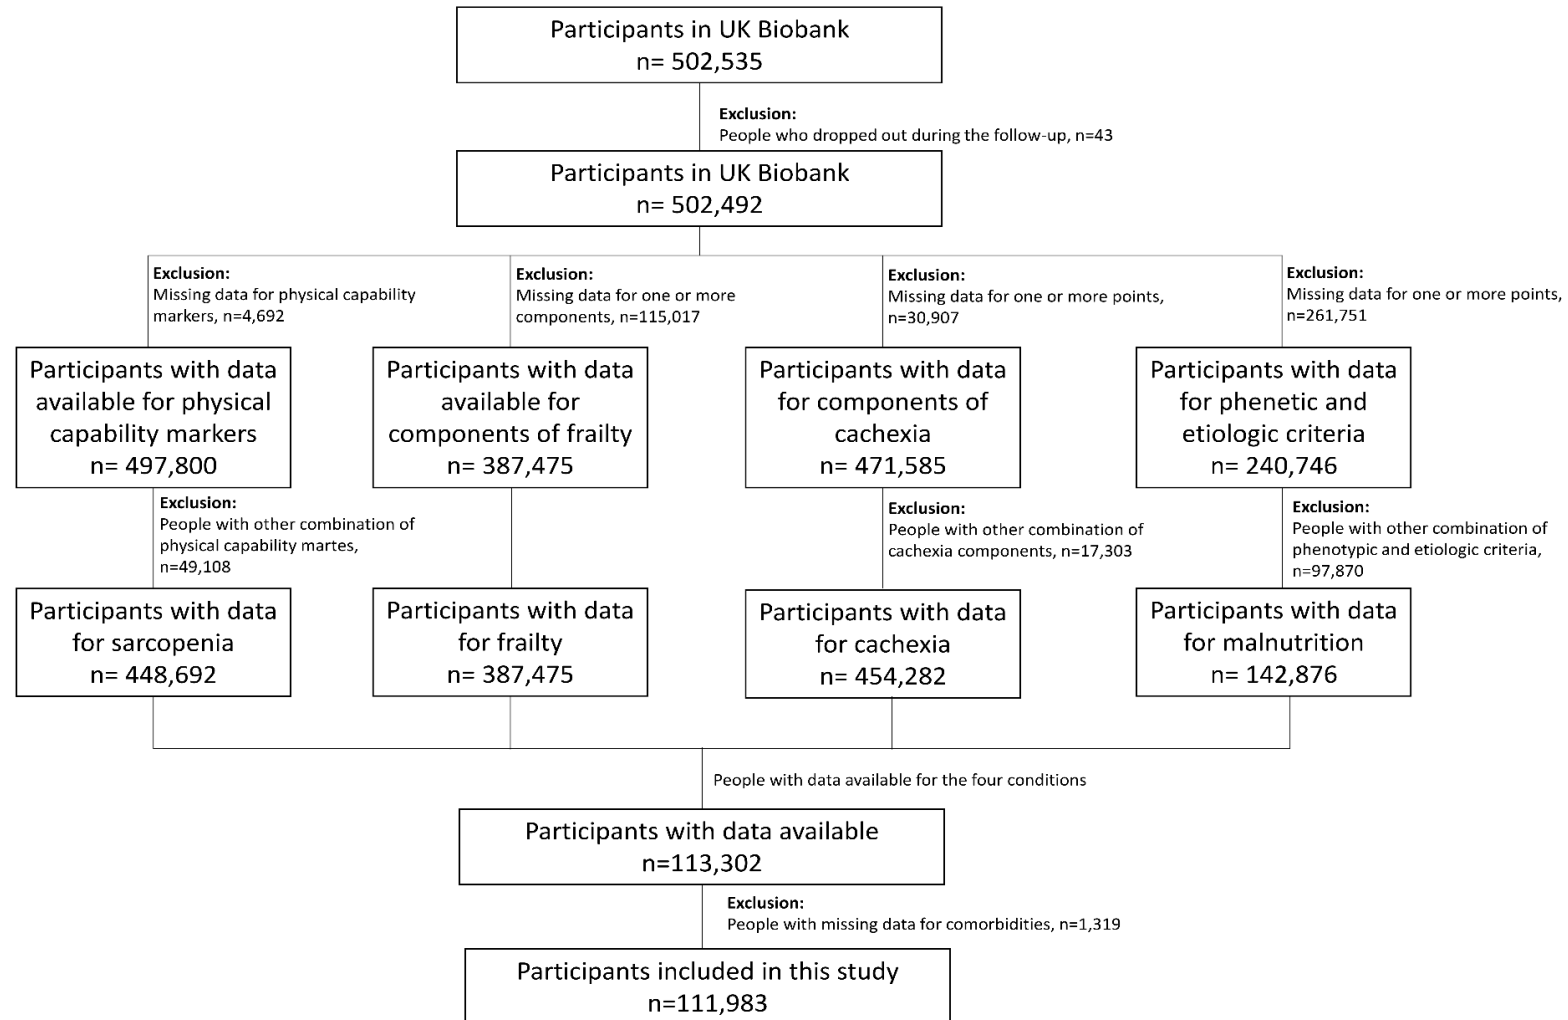 Participants in UK Biobank
n= 502,535
Exclusion:
People who dropped out during the follow-up, n=43
Participants in UK Biobank
n= 502,492
Exclusion:
Missing data for physical capability
markers, n=4,692
Exclusion:
Missing data for one or more
components, n=115,017
Exclusion:
Missing data for one or more points,
n=30,907
Exclusion:
Missing data for one or more points,
n=261,751
Participants with data
available for physical
capability markers
n= 497,800
Participants with data
available for
components of frailty
n= 387,475
Participants with data
for components of
cachexia
n= 471,585
Participants with data
for phenetic and
etiologic criteria
n= 240,746
Exclusion:
People with other combination of
physical capability martes,
n=49,108
Exclusion:
People with other combination of
cachexia components, n=17,303
Exclusion:
People with other combination of
phenotypic and etiologic criteria,
n=97,870
Participants with data
for sarcopenia
n= 448,692
Participants with data
for frailty
n= 387,475
Participants with data
for cachexia
n= 454,282
Participants with data
for malnutrition
n= 142,876
People with data available for the four conditions
Participants with data available
n=113,302
Exclusion:
People with missing data for comorbidities, n=1,319
Participants included in this study
n=111,983